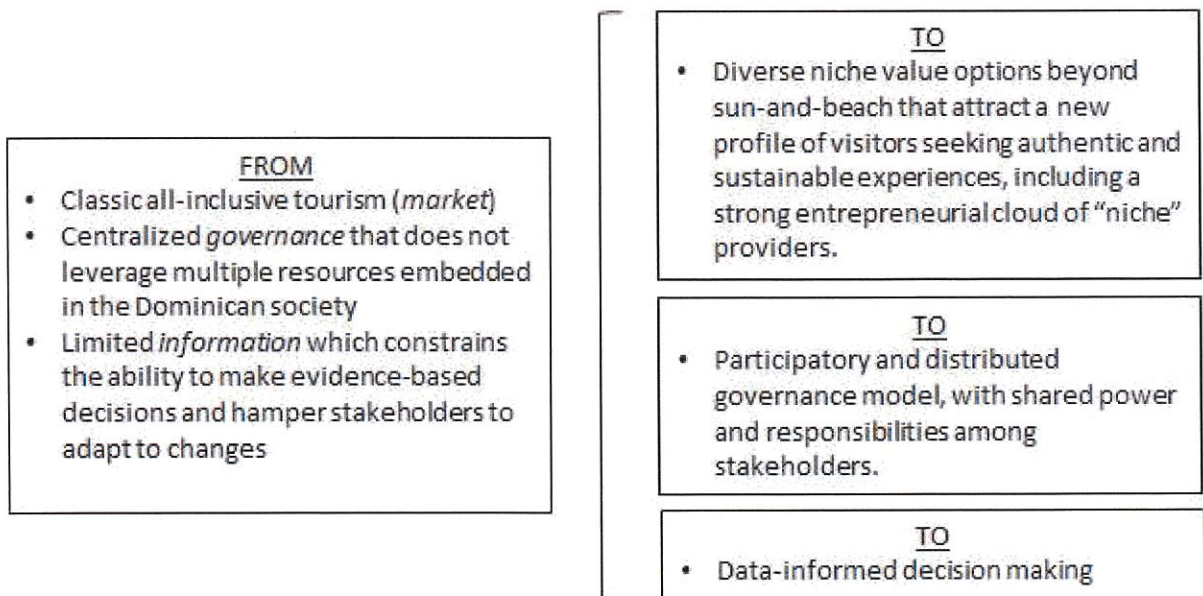 FROM
• Classic all-inclusive tourism (market)
• Centralized governance that does not
leverage multiple resources embedded
in the Dominican society
• Limited information which constrains
the ability to make evidence-based
decisions and hamper stakeholders to
adapt to changes
TO
• Diverse niche value options beyond
sun-and-beach that attract a new
profile of visitors seeking authentic and
sustainable experiences, including a
strong entrepreneurial cloud of “niche”
providers.
TO
• Participatory and distributed
governance model, with shared power
and responsibilities among
stakeholders.
TO
• Data-informed decision making